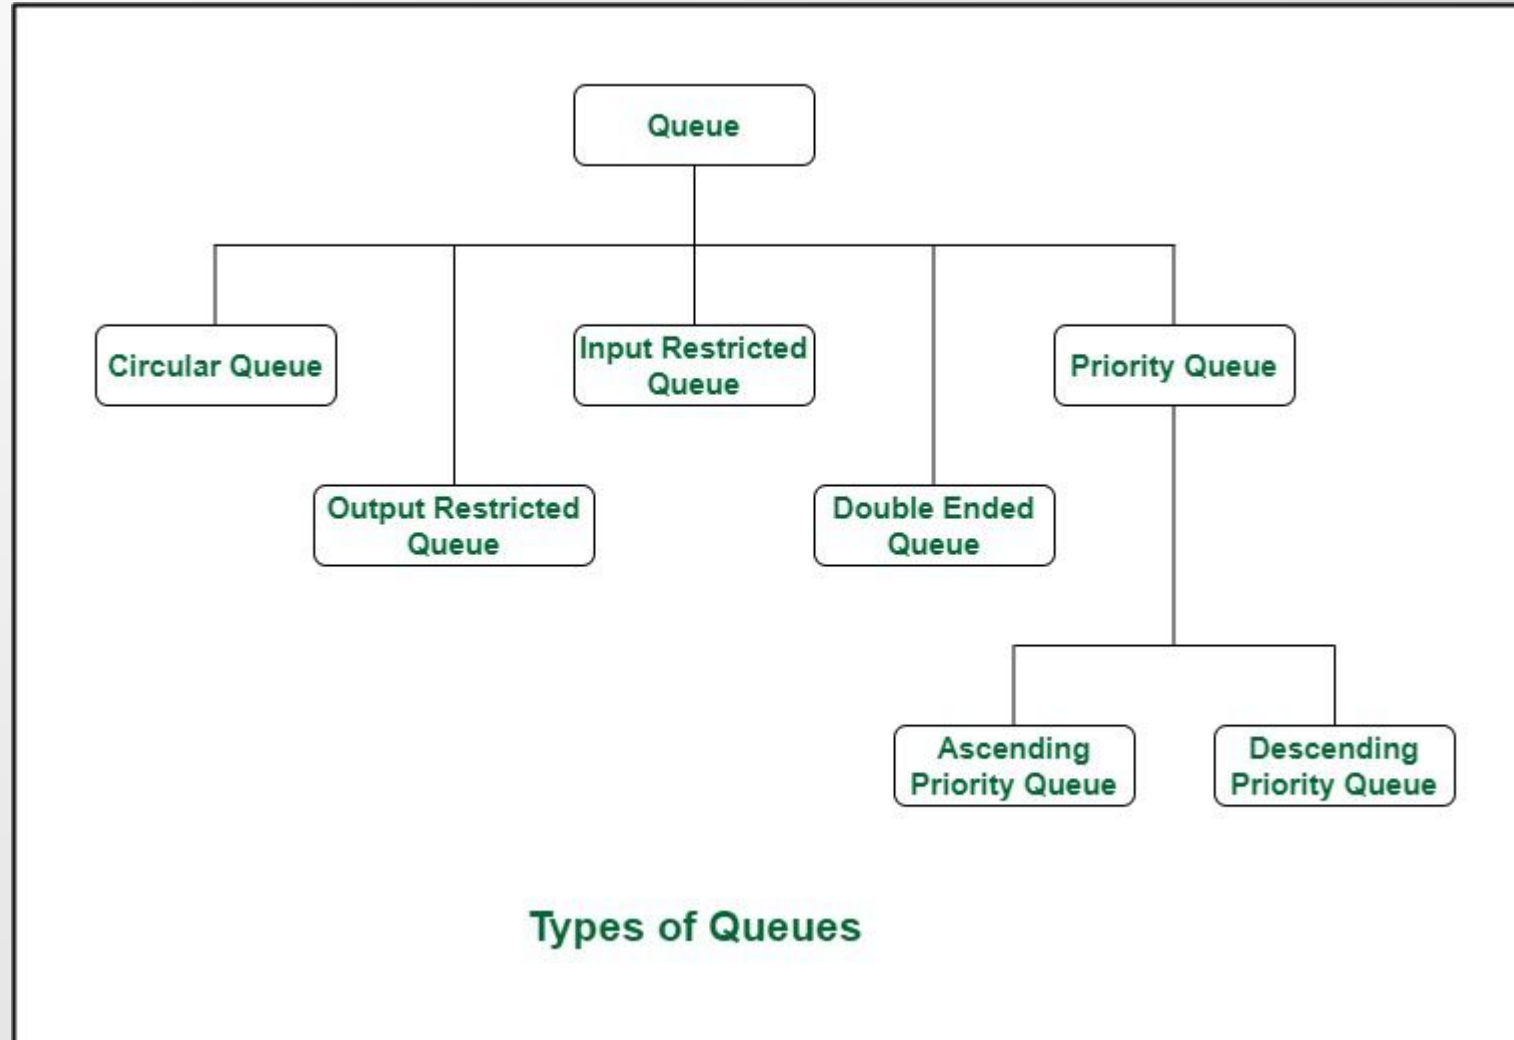 Queue
Circular Queue
Input Restricted
Queue
Priority Queue
Output Restricted
Queue
Double Ended
Queue
Ascending
Priority Queue
Descending
Priority Queue
Types of Queues